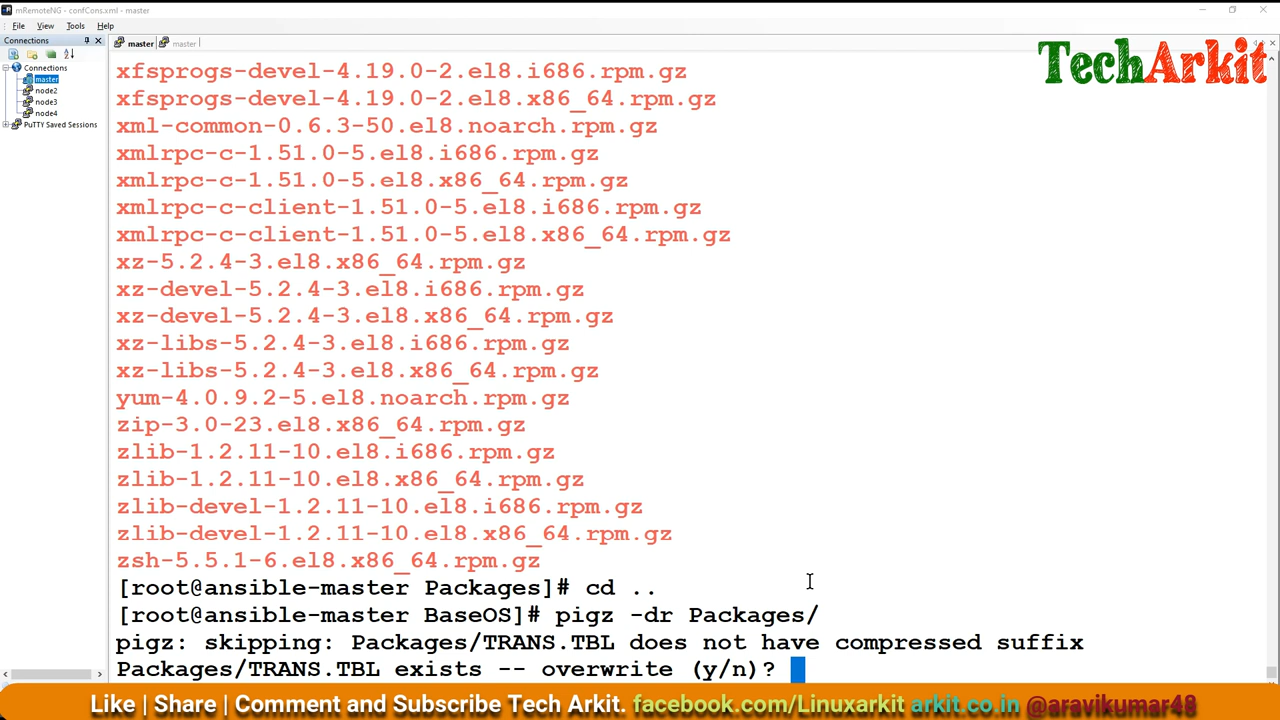 mRemoteNG - confCons.xml - master
File View Tools Help
Connections
master master
TechArkit
Connections
master
node2
node3
node4
PuTTY Saved Sessions
xfsprogs-devel-4.19.0-2.el8.i686.rpm.gz
xfsprogs-devel-4.19.0-2.el8.x86_64.rpm.gz
xml-common-0.6.3-50.el8.noarch.rpm.gz
xmlrpc-c-1.51.0-5.el8.i686.rpm.gz
xmlrpc-c-1.51.0-5.el8.x86_64.rpm.gz
xmlrpc-c-client-1.51.0-5.el8.i686.rpm.gz
xmlrpc-c-client-1.51.0-5.el8.x86_64.rpm.gz
xz-5.2.4-3.el8.x86_64.rpm.gz
xz-devel-5.2.4-3.el8.i686.rpm.gz
xz-devel-5.2.4-3.el8.x86_64.rpm.gz
xz-libs-5.2.4-3.el8.i686.rpm.gz
xz-libs-5.2.4-3.el8.x86_64.rpm.gz
yum-4.0.9.2-5.el8.noarch.rpm.gz
zip-3.0-23.el8.x86_64.rpm.gz
zlib-1.2.11-10.el8.i686.rpm.gz
zlib-1.2.11-10.el8.x86_64.rpm.gz
zlib-devel-1.2.11-10.el8.i686.rpm.gz
zlib-devel-1.2.11-10.el8.x86_64.rpm.gz
zsh-5.5.1-6.el8.x86_64.rpm.gz
[root@ansible-master Packages]# cd ..
[root@ansible-master BaseOS]# pigz -dr Packages/
pigz: skipping: Packages/TRANS.TBL does not have compressed suffix
Packages/TRANS.TBL exists -- overwrite (y/n)?
Like | Share | Comment and Subscribe Tech Arkit. facebook.com/Linuxarkit arkit.co.in @aravikumar48